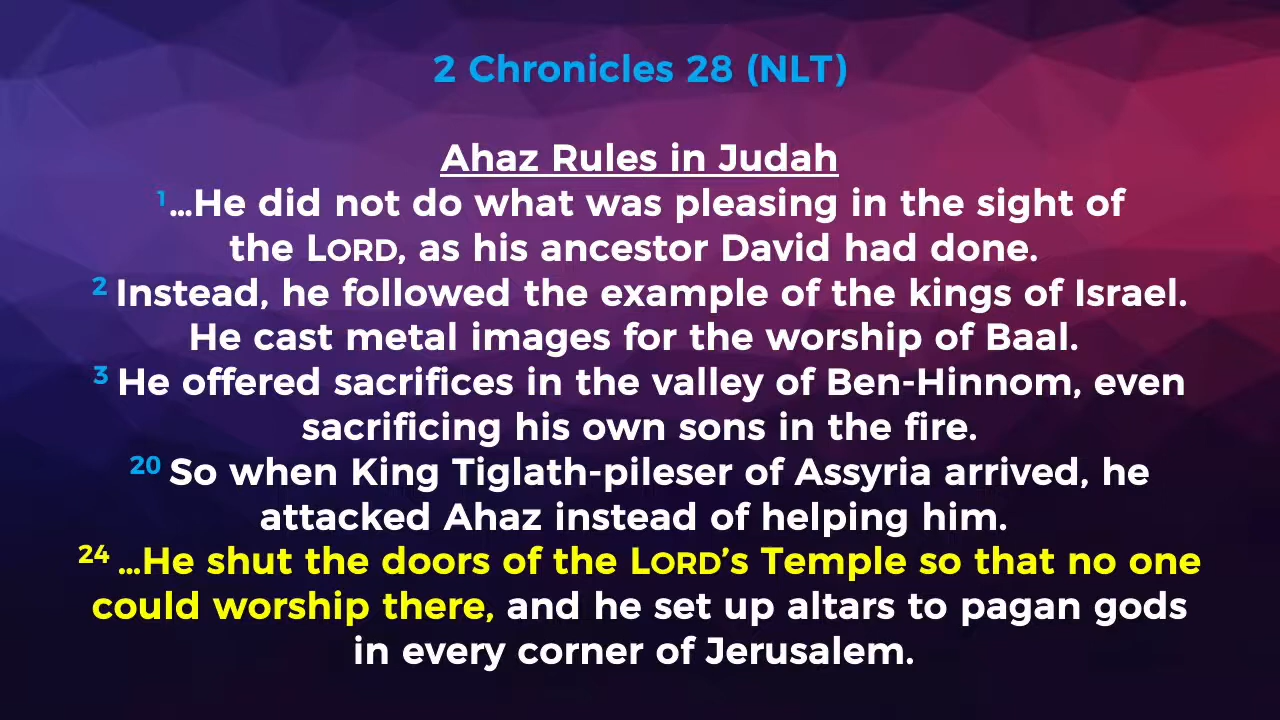 2 Chronicles 28 (NLT)
Ahaz Rules in Judah
1 …He did not do what was pleasing in the sight of
the LORD, as his ancestor David had done.
2 Instead, he followed the example of the kings of Israel.
He cast metal images for the worship of Baal.
3 He offered sacrifices in the valley of Ben-Hinnom, even
sacrificing his own sons in the fire.
20 So when King Tiglath-pileser of Assyria arrived, he
attacked Ahaz instead of helping him.
24 …He shut the doors of the LORD’s Temple so that no one
could worship there, and he set up altars to pagan gods
in every corner of Jerusalem.